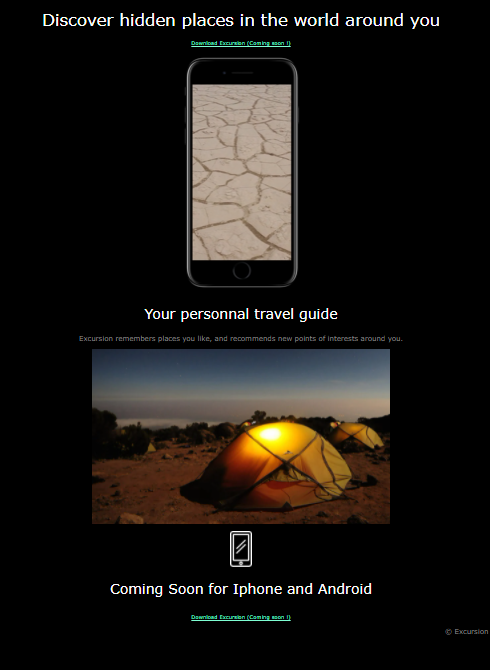 Discover hidden places in the world around you
Download Excursion (Coming soon !)
Your personnal travel guide
Excursion remembers places you like, and recommends new points of interests around you.
Coming Soon for Iphone and Android
Download Excursion (Coming soon !)
© Excursion